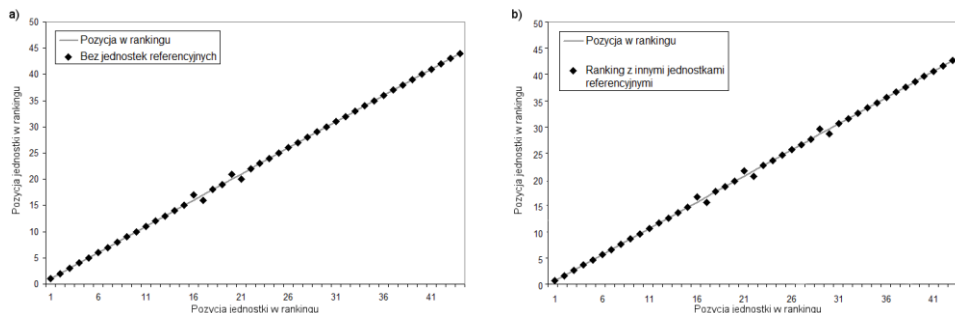 a)
50
45
40
35
30
25
20
15
10
5
0
Pozycja jednostki w rankingu
Pozycja w rankingu
Bez jednostek referencyjnych
1 6 11 16 21 26 31 36 41
Pozycja jednostki w rankingu
b)
50
45
40
35
30
25
20
15
10
5
0
Pozycja jednostki w rankingu
Pozycja w rankingu
Ranking z innymi jednostkami
referencyjnymi
1 6 11 16 21 26 31 36 41
Pozycja jednostki w rankingu